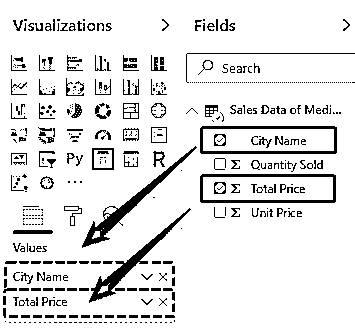 Visualizations
Fields
Search
Py
R
Sales Data of Medi...
City Name
Quantity Sold
Total Price
Unit Price
Values
City Name
Total Price